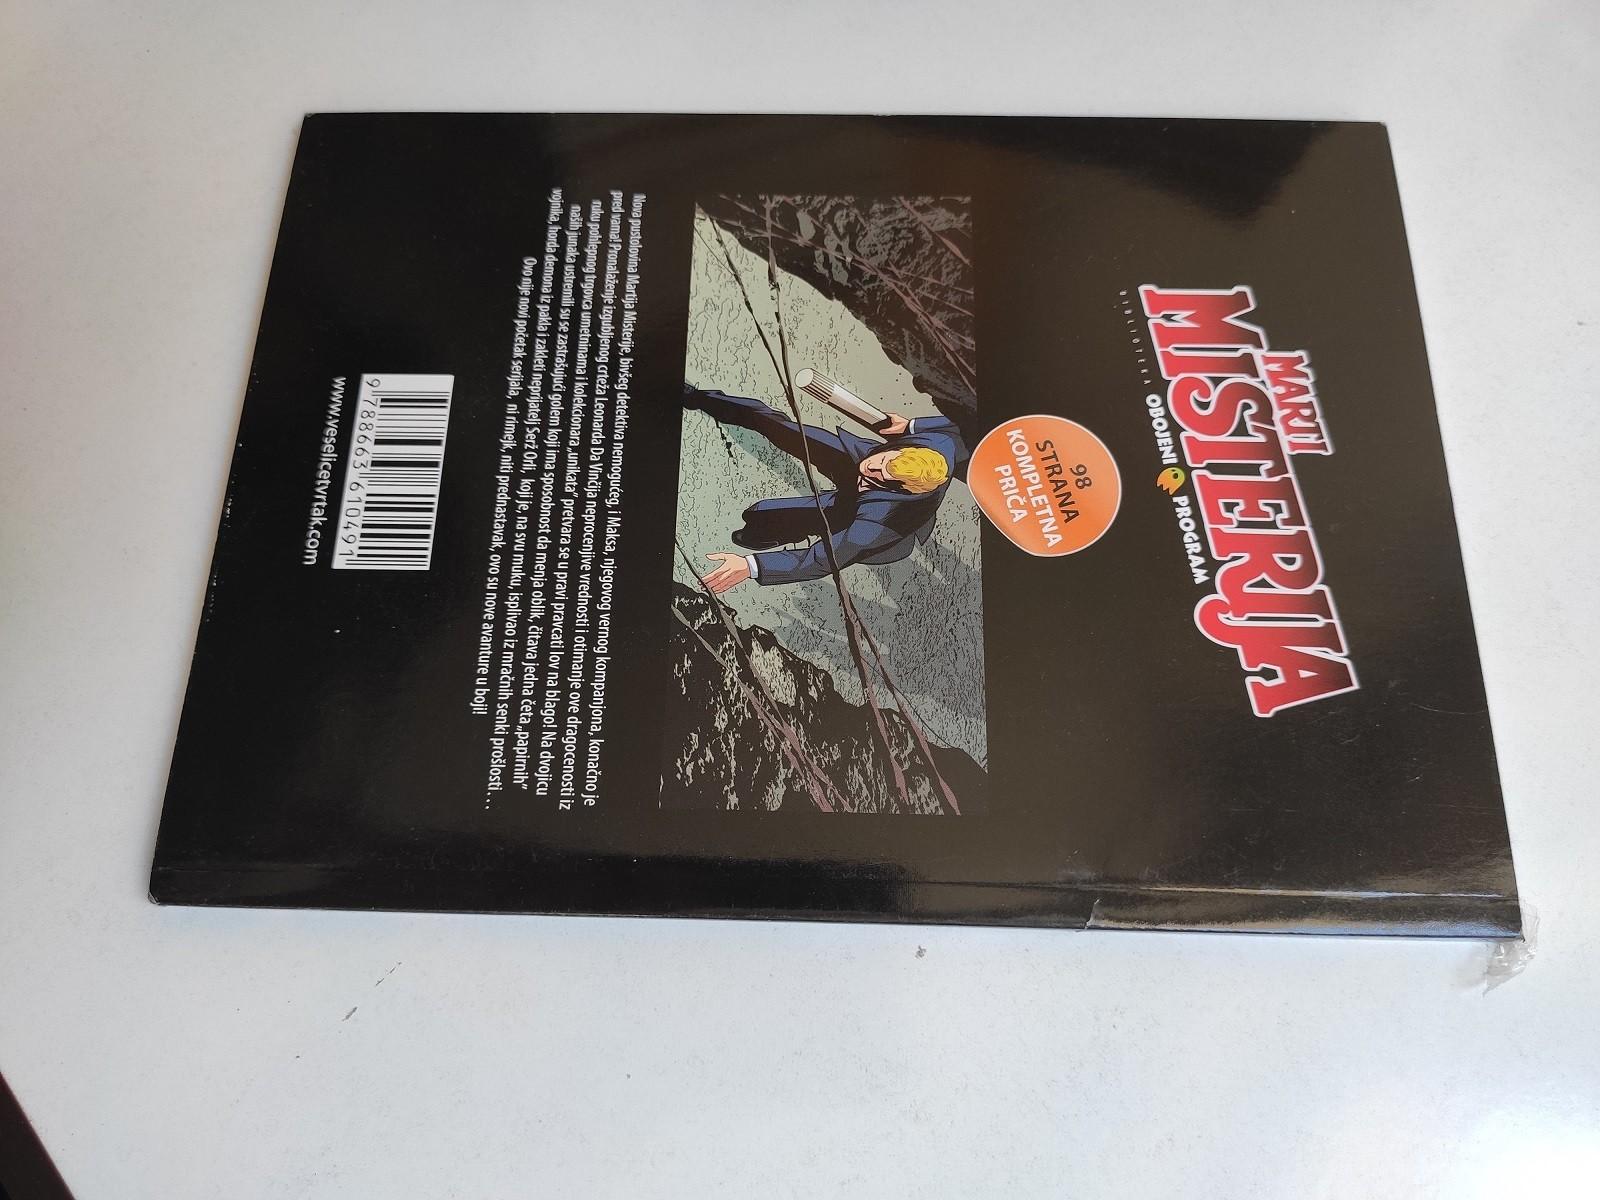 MARTI
MISTERIJA
BIBLIOTEKA OBOJENI PROGRAM
98
STRANA
KOMPLETNA
PRIČA
Nova pustolovina Martija Misterije, bivšeg detektiva nemogućeg, i Maksa, njegovog vernog kompanjona, konačno je
pred vama! Pronalaženje izgubljenog crteža Leonarda Da Vinčija neprocenjive vrednosti i otimanje ove dragocenosti iz
ruku pohlepnog trgovca umetninama i kolekcionara „unikata“ pretvara se u pravi pravcati lov na blago! Na dvojicu
naših junaka ustremili su se zastrašujući golem koji ima sposobnost da menja oblik, čitava jedna četa „papirnih“
vojnika, horda demona iz pakla i zakleti neprijatelj Serž Orli, koji je, na svu muku, isplivao iz mračnih senki prošlosti...
Ovo nije novi početak serijala, ni rimejk, niti prednastavak, ovo su nove avanture u boji!
9 788663 610491
www.veselicetvrtak.com